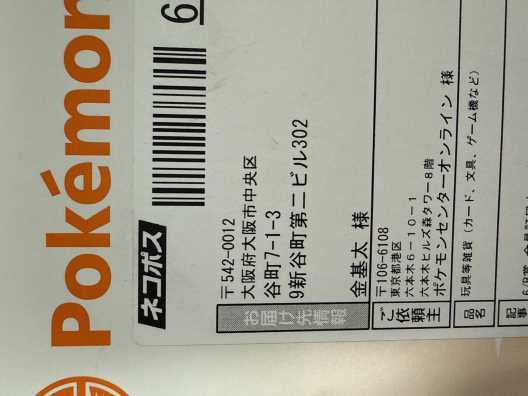 Pokémon
ネコポス
6
お届け先情報
〒542-0012
大阪府大阪市中央区
谷町7-1-3
9新谷町第二ビル302
金基太 様
ご依頼主
〒106-6108
東京都港区
六本木6-10-1
六本木ヒルズ森タワー8階
ポケモンセンターオンライン 様
品名
玩具等雑貨(カード、文具、ゲーム機など)
記事